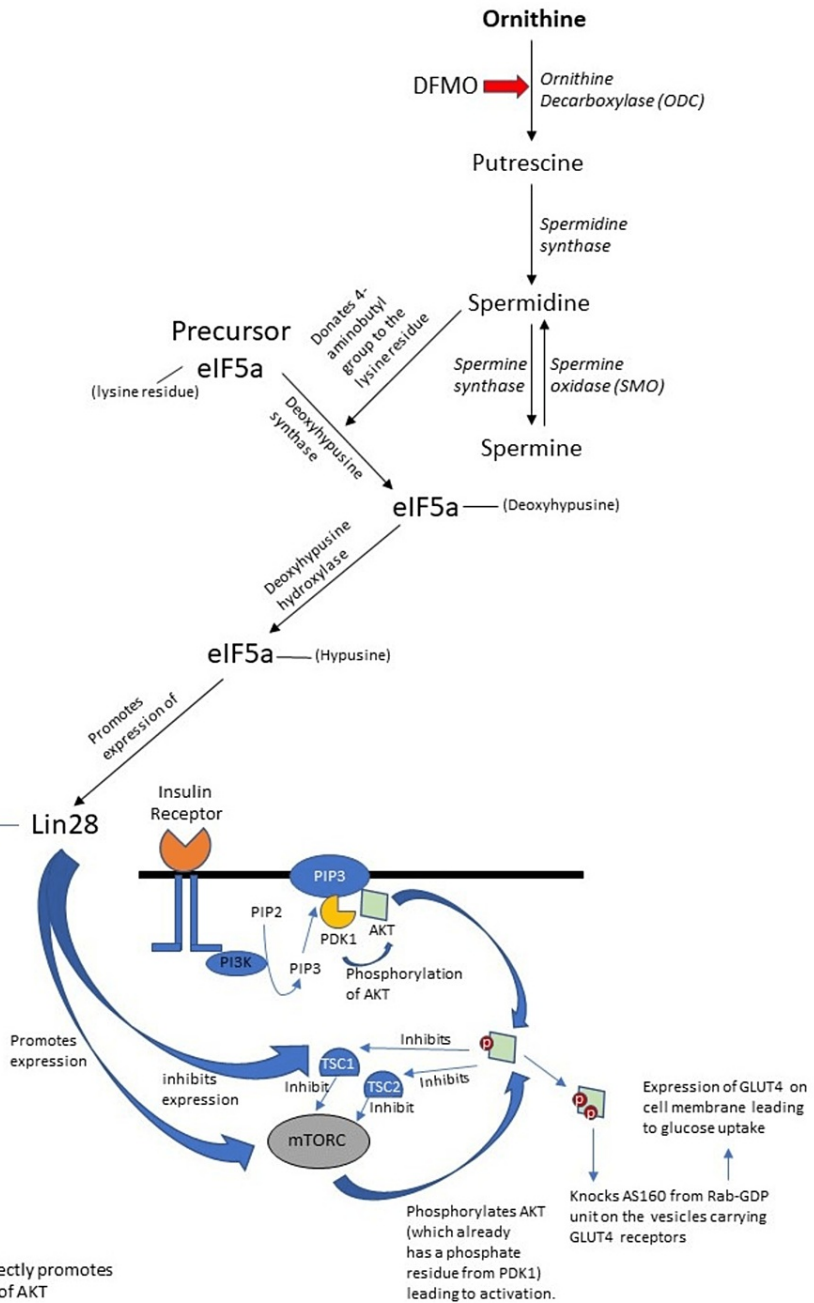 Ornithine
DFMO
Ornithine
Decarboxylase (ODC)
Putrescine
Spermidine
synthase
Spermidine
Donates 4-
aminobutyl
group to the
lysine residue
Precursor
eIF5a
(lysine residue)
Deoxyhypusine
synthase
Spermine
synthase
Spermine
oxidase (SMO)
Spermine
eIF5a
(Deoxyhypusine)
Deoxyhypusine
hydroxylase
eIF5a
(Hypusine)
Promotes
expression of
Lin28
Insulin
Receptor
PIP3
PIP2
PDK1
AKT
PI3K
PIP3
Phosphorylation
of AKT
Promotes
expression
inhibits
expression
Inhibits
P
TSC1
Inhibit
TSC2
Inhibits
Inhibit
mTORC
P
P
Expression of GLUT4 on
cell membrane leading
to glucose uptake
Knocks AS160 from Rab-GDP
unit on the vesicles carrying
GLUT4 receptors
Phosphorylates AKT
(which already
has a phosphate
residue from PDK1)
leading to activation.
ectly promotes
of AKT